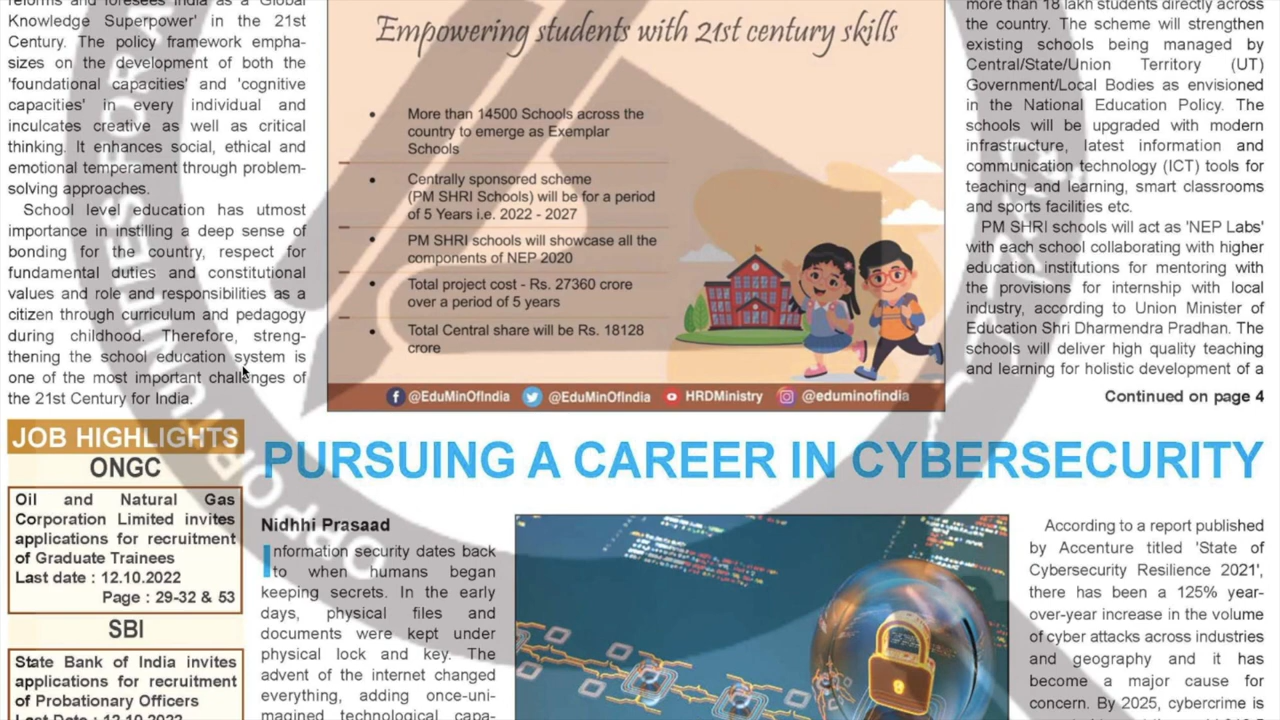 reforms and foresees India as a 'Global
Knowledge Superpower' in the 21st
Century. The policy framework empha-
sizes on the development of both the
'foundational capacities' and 'cognitive
capacities' in every individual and
inculcates creative as well as critical
thinking. It enhances social, ethical and
emotional temperament through problem-
solving approaches.
School level education has utmost
importance in instilling a deep sense of
bonding for the country, respect for
fundamental duties and constitutional
values and role and responsibilities as a
citizen through curriculum and pedagogy
during childhood. Therefore, streng-
thening the school education system is
one of the most important challenges of
the 21st Century for India.
Empowering students with 21st century skills
• More than 14500 Schools across the
country to emerge as Exemplar
Schools
• Centrally sponsored scheme
(PM SHRI Schools) will be for a period
of 5 Years i.e. 2022 - 2027
• PM SHRI schools will showcase all the
components of NEP 2020
• Total project cost - Rs. 27360 crore
over a period of 5 years
• Total Central share will be Rs. 18128
crore
@EduMinOfIndia @EduMinOfIndia HRDMinistry @eduminofindia
more than 18 lakh students directly across
the country. The scheme will strengthen
existing schools being managed by
Central/State/Union Territory (UT)
Government/Local Bodies as envisioned
in the National Education Policy. The
schools will be upgraded with modern
infrastructure, latest information and
communication technology (ICT) tools for
teaching and learning, smart classrooms
and sports facilities etc.
PM SHRI schools will act as 'NEP Labs'
with each school collaborating with higher
education institutions for mentoring with
the provisions for internship with local
industry, according to Union Minister of
Education Shri Dharmendra Pradhan. The
schools will deliver high quality teaching
and learning for holistic development of a
Continued on page 4
JOB HIGHLIGHTS
ONGC
Oil and Natural Gas
Corporation Limited invites
applications for recruitment
of Graduate Trainees
Last date : 12.10.2022
Page : 29-32 & 53
SBI
State Bank of India invites
applications for recruitment
of Probationary Officers
Last Date : 12.10.2022
PURSUING A CAREER IN CYBERSECURITY
Nidhhi Prasaad
Information security dates back
to when humans began
keeping secrets. In the early
days, physical files and
documents were kept under
physical lock and key. The
advent of the internet changed
everything, adding once-uni-
magined technological capa-
According to a report published
by Accenture titled 'State of
Cybersecurity Resilience 2021',
there has been a 125% year-
over-year increase in the volume
of cyber attacks across industries
and geography and it has
become a major cause for
concern. By 2025, cybercrime is